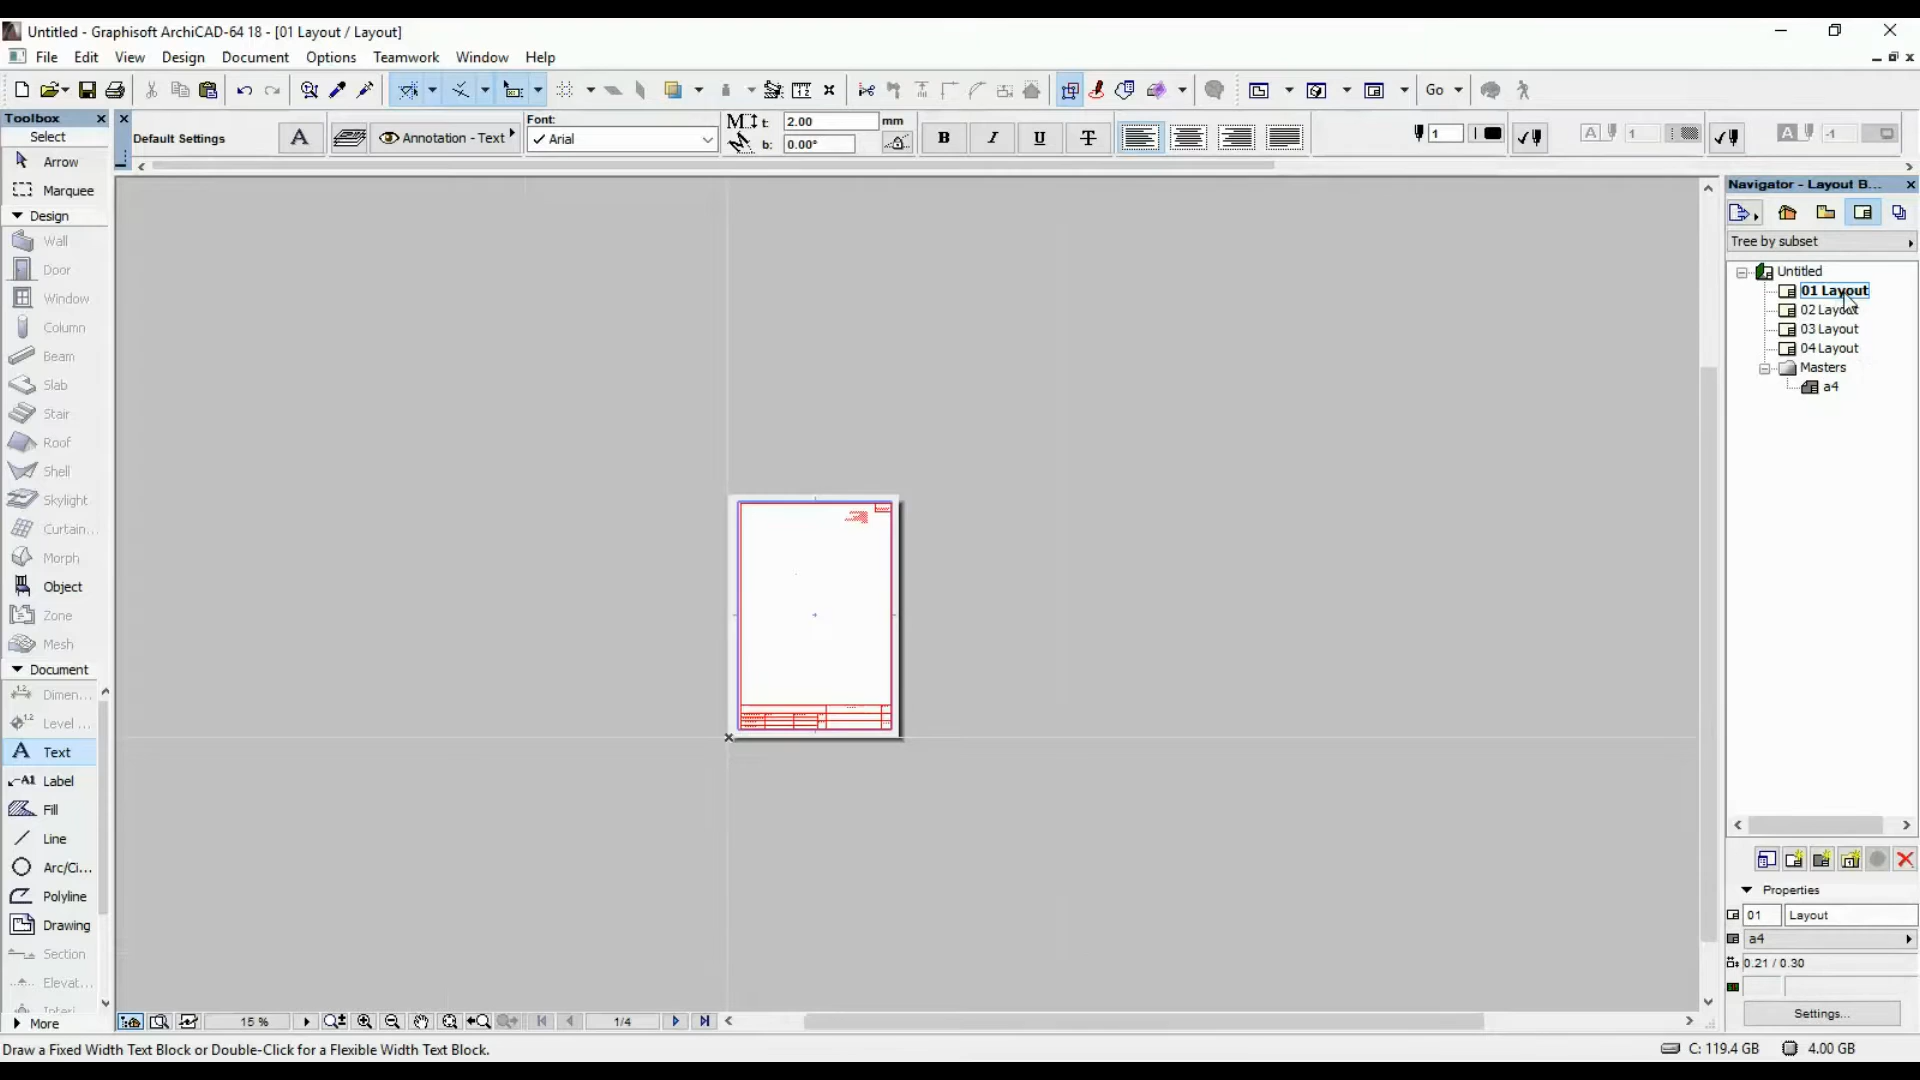 Untitled - Graphisoft ArchiCAD-64 18 - [01 Layout / Layout]
File Edit View Design Document Options Teamwork Window Help
Go
Toolbox
Select
Arrow
Marquee
Design
Wall
Door
Window
Column
Beam
Slab
Stair
Roof
Shell
Skylight
Curtain...
Morph
Object
Zone
Mesh
Document
Dimen...
Level ...
Text
Label
Fill
Line
Arc/Ci...
Polyline
Drawing
Section
Elevat...
Interi...
More
Default Settings
Annotation - Text
Font:
Arial
t: 2.00 mm
b: 0.00°
B I U T
1
1
-1
Navigator - Layout B...
Tree by subset
Untitled
01 Layout
02 Layout
03 Layout
04 Layout
Masters
a4
Properties
01 Layout
a4
0.21 / 0.30
Settings...
15 %
1/4
Draw a Fixed Width Text Block or Double-Click for a Flexible Width Text Block.
C: 119.4 GB
4.00 GB